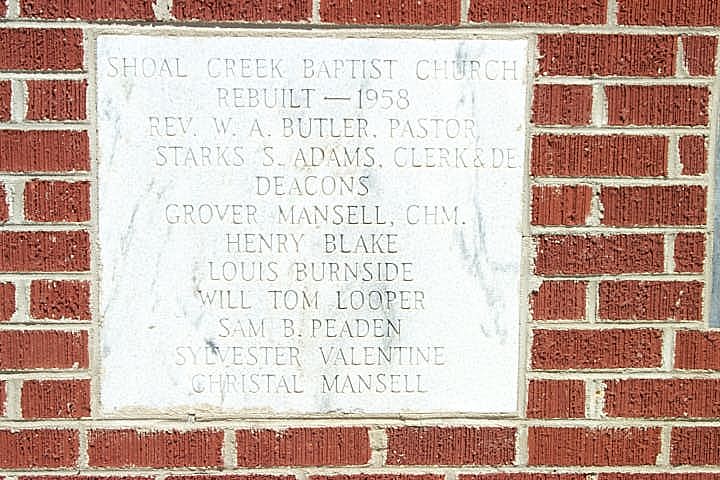 SHOAL CREEK BAPTIST CHURCH
REBUILT — 1958
REV. W. A. BUTLER, PASTOR
STARKS S. ADAMS, CLERK & DE
DEACONS
GROVER MANSELL, CHM.
HENRY BLAKE
LOUIS BURNSIDE
WILL TOM LOOPER
SAM B. PEADEN
SYLVESTER VALENTINE
CHRISTAL MANSELL